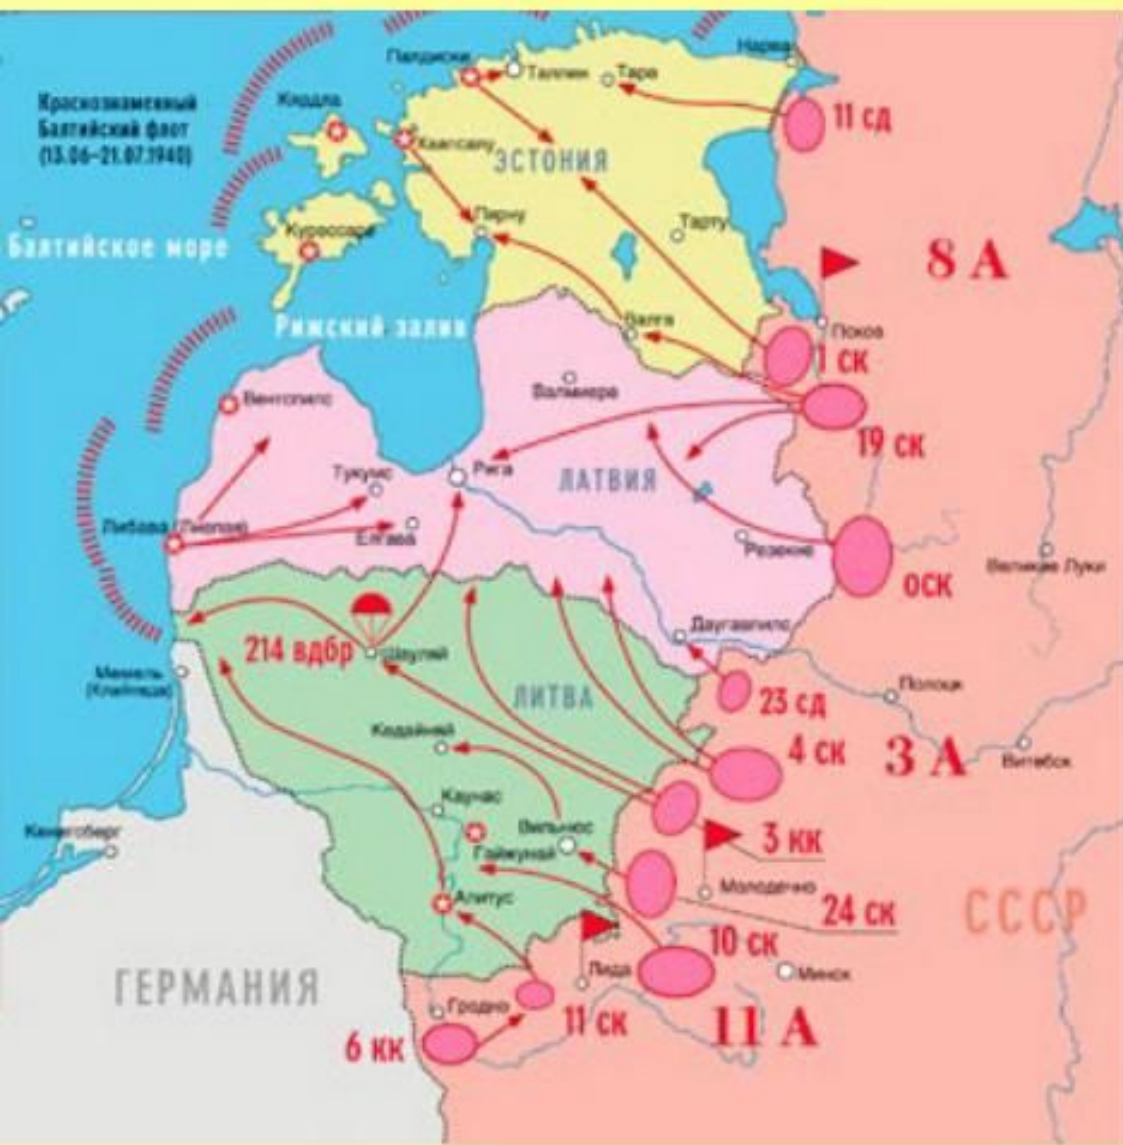 Палдиски
Таллин
Тара
Нарва
Краснознаменный
Балтийский флот
(13.06–21.07.1940)
Кярдла
Хаапсалу
11 сд
ЭСТОНИЯ
Пярну
Тарту
Курессаре
Балтийское море
8 А
Рижский залив
Валга
Псков
1 ск
Валмиера
Вентспилс
19 ск
Рига
Тукумс
ЛАТВИЯ
Либава (Лиепая)
Елгава
Резекне
Великие Луки
ОСК
Даугавпилс
214 вдбр
Шауляй
Мемель
(Клайпеда)
ЛИТВА
23 сд
Полоцк
Кедайняй
4 ск
3 А
Витебск
Каунас
Кенигсберг
Вильнюс
Гайжунай
3 кк
Молодечно
Алитус
24 ск
СССР
10 ск
Лида
Минск
ГЕРМАНИЯ
Гродно
11 ск
11 А
6 кк